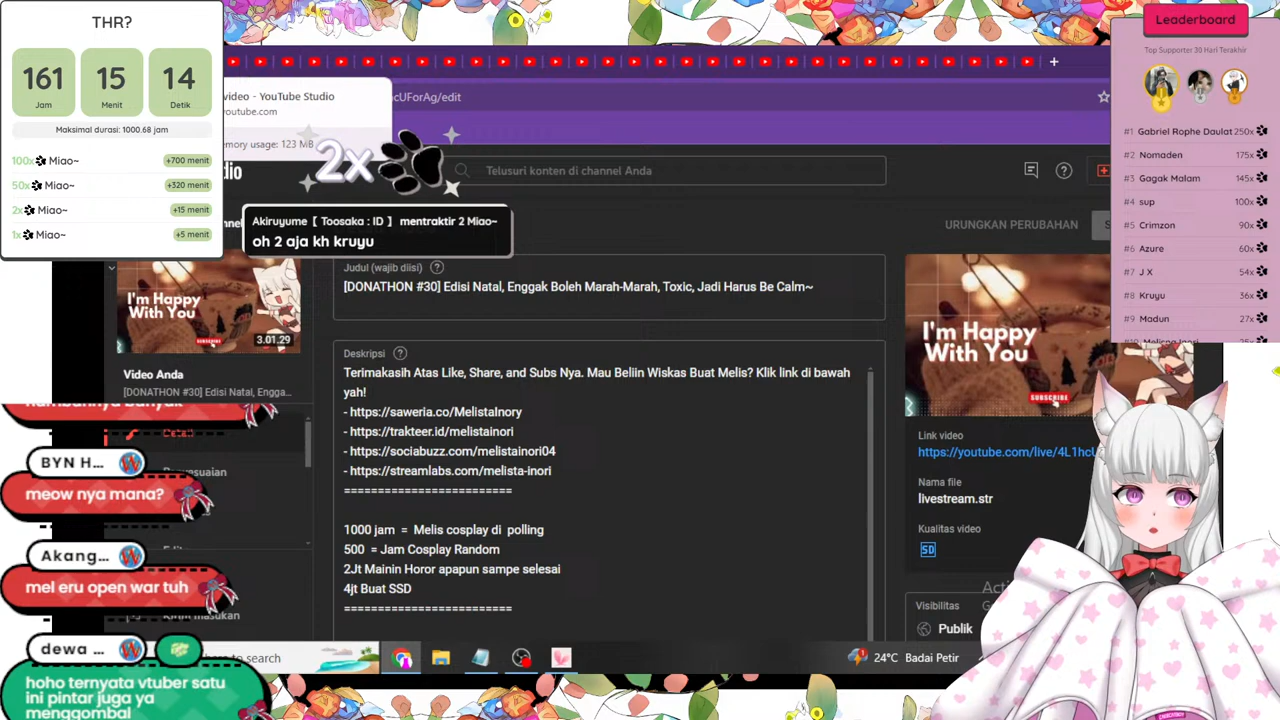 THR?
161
15
14
Jam
Menit
Detik
Maksimal durasi: 1000.68 jam
100x Miao~ +700 menit
50x Miao~ +320 menit
2x Miao~ +15 menit
1x Miao~ +5 menit
video - YouTube Studio
outube.com
emory usage: 123 MB
cUForAg/edit
2x
Akiruyume [ Toosaka : ID ] mentraktir 2 Miao~
oh 2 aja kh kruyu
dio
Telusuri konten di channel Anda
URUNGKAN PERUBAHAN
Leaderboard
Top Supporter 30 Hari Terakhir
#1 Gabriel Rophe Daulat 250x
#2 Nomaden 175x
#3 Gagak Malam 145x
#4 sup 100x
#5 Crimzon 90x
#6 Azure 60x
#7 J X 54x
#8 Kruyu 36x
#9 Madun 27x
I'm Happy
With You
SUBSCRIBE
3.01.29
Video Anda
[DONATHON #30] Edisi Natal, Engga...
Judul (wajib diisi)
[DONATHON #30] Edisi Natal, Enggak Boleh Marah-Marah, Toxic, Jadi Harus Be Calm~
Deskripsi
Terimakasih Atas Like, Share, and Subs Nya. Mau Beliin Wiskas Buat Melis? Klik link di bawah
yah!
- https://saweria.co/MelistaInory
- https://trakteer.id/melistainori
- https://sociabuzz.com/melistainori04
- https://streamlabs.com/melista-inori
=========================
1000 jam = Melis cosplay di polling
500 = Jam Cosplay Random
2Jt Mainin Horor apapun sampe selesai
4jt Buat SSD
=========================
I'm Happy
With You
SUBSCRIBE
Link video
https://youtube.com/live/4L1hcU
Nama file
livestream.str
Kualitas video
SD
Visibilitas
Publik
BYN H...
meow nya mana?
Akang...
mel eru open war tuh
dewa ...
hoho ternyata vtuber satu
ini pintar juga ya
menggombal
here to search
24°C Badai Petir